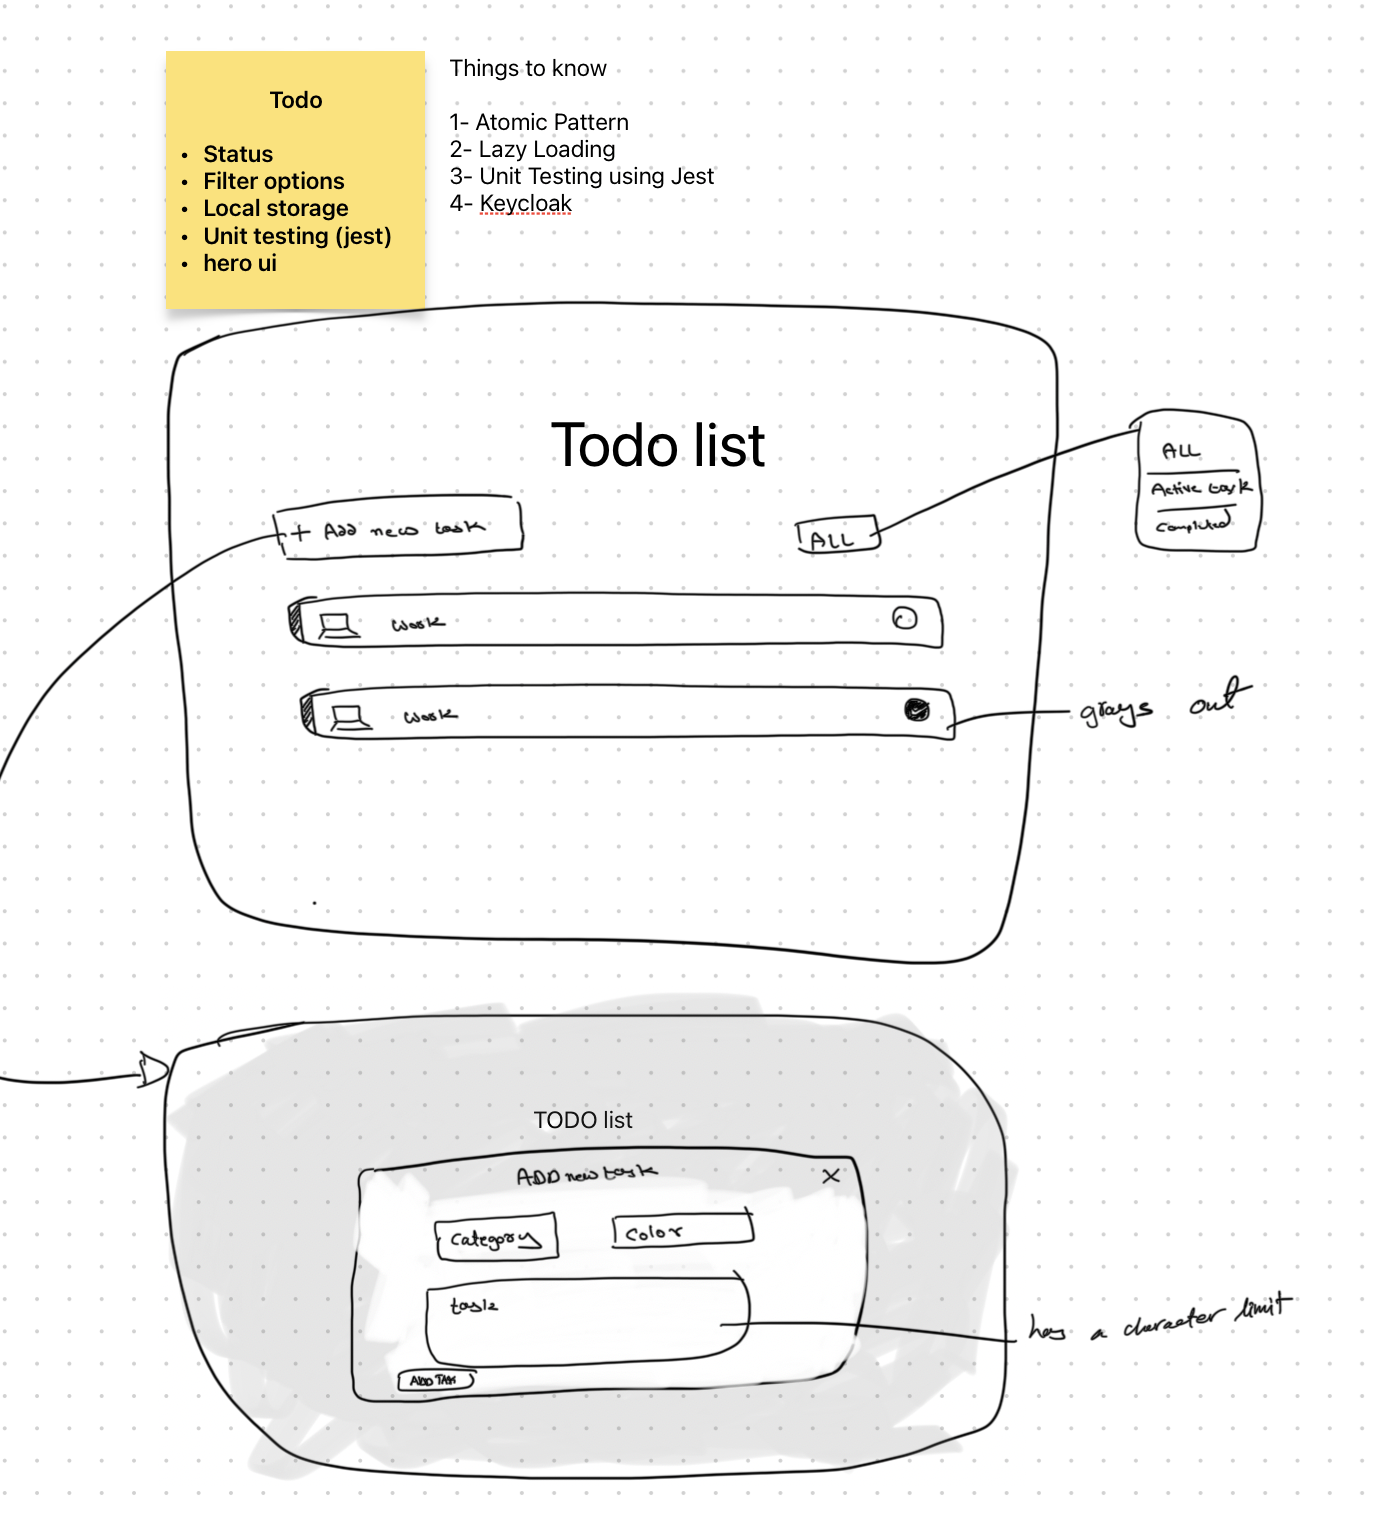 Todo
• Status
• Filter options
• Local storage
• Unit testing (jest)
• hero ui
Things to know
1- Atomic Pattern
2- Lazy Loading
3- Unit Testing using Jest
4- Keycloak
Todo list
+ Add new task
ALL
ALL
Active task
Completed
work
work
grays out
TODO list
ADD new task
X
Category
Color
task
has a character limit
ADD TASK